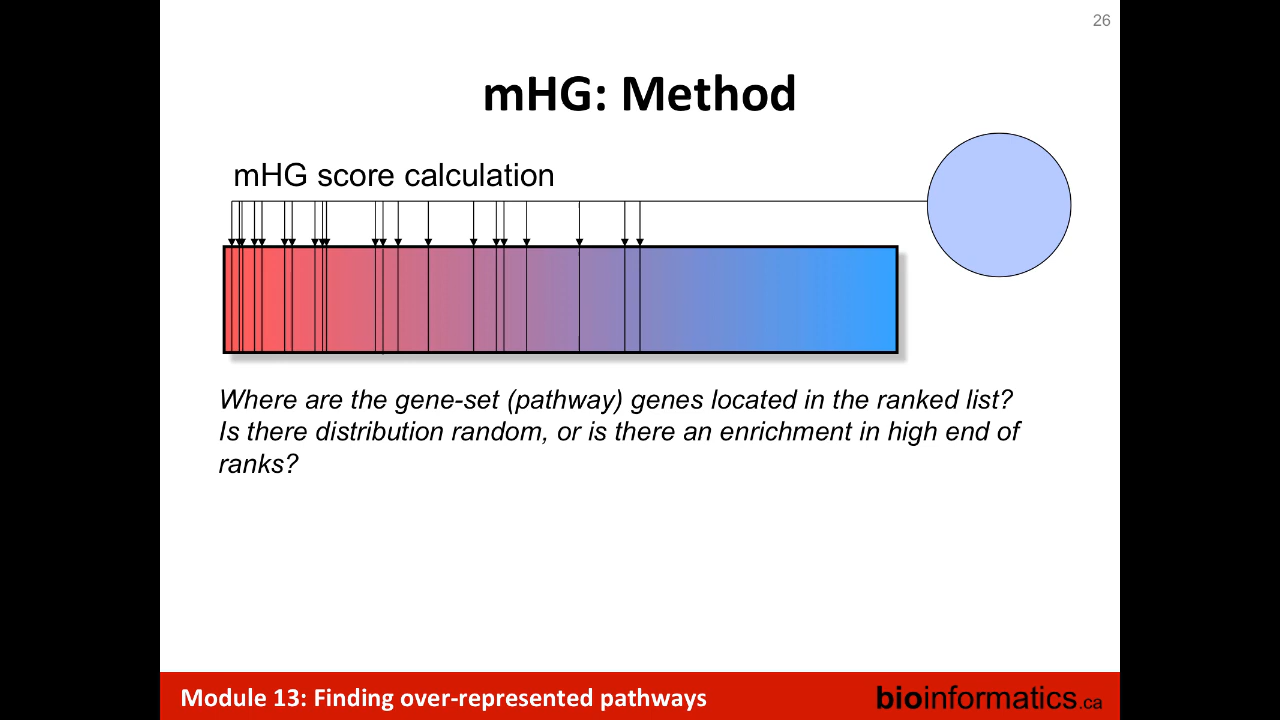 26
mHG: Method
mHG score calculation
Where are the gene-set (pathway) genes located in the ranked list?
Is there distribution random, or is there an enrichment in high end of
ranks?
Module 13: Finding over-represented pathways
bioinformatics.ca